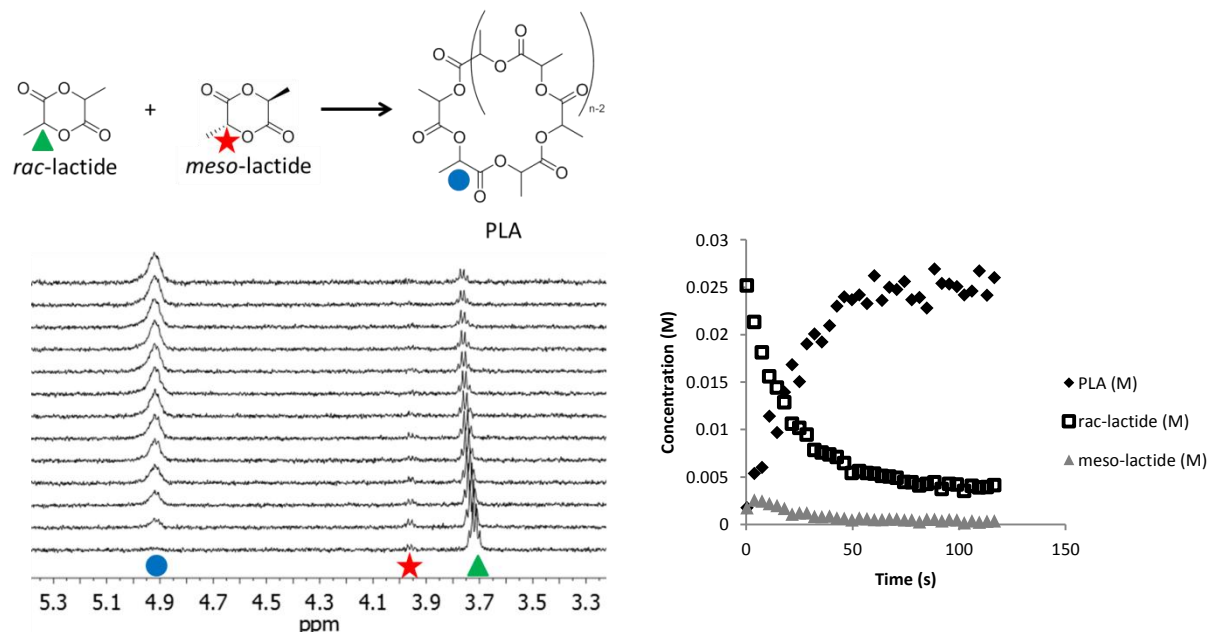 O
O
O
O
+
O
O
O
O
rac-lactide
meso-lactide
O
O
O
O
O
O
O
O
O
O
O
O
O
O
n-2
PLA
5.3 5.1 4.9 4.7 4.5 4.3 4.1 3.9 3.7 3.5 3.3
ppm
Concentration (M)
0.03
0.025
0.02
0.015
0.01
0.005
0
0 50 100 150
Time (s)
PLA (M)
rac-lactide (M)
meso-lactide (M)